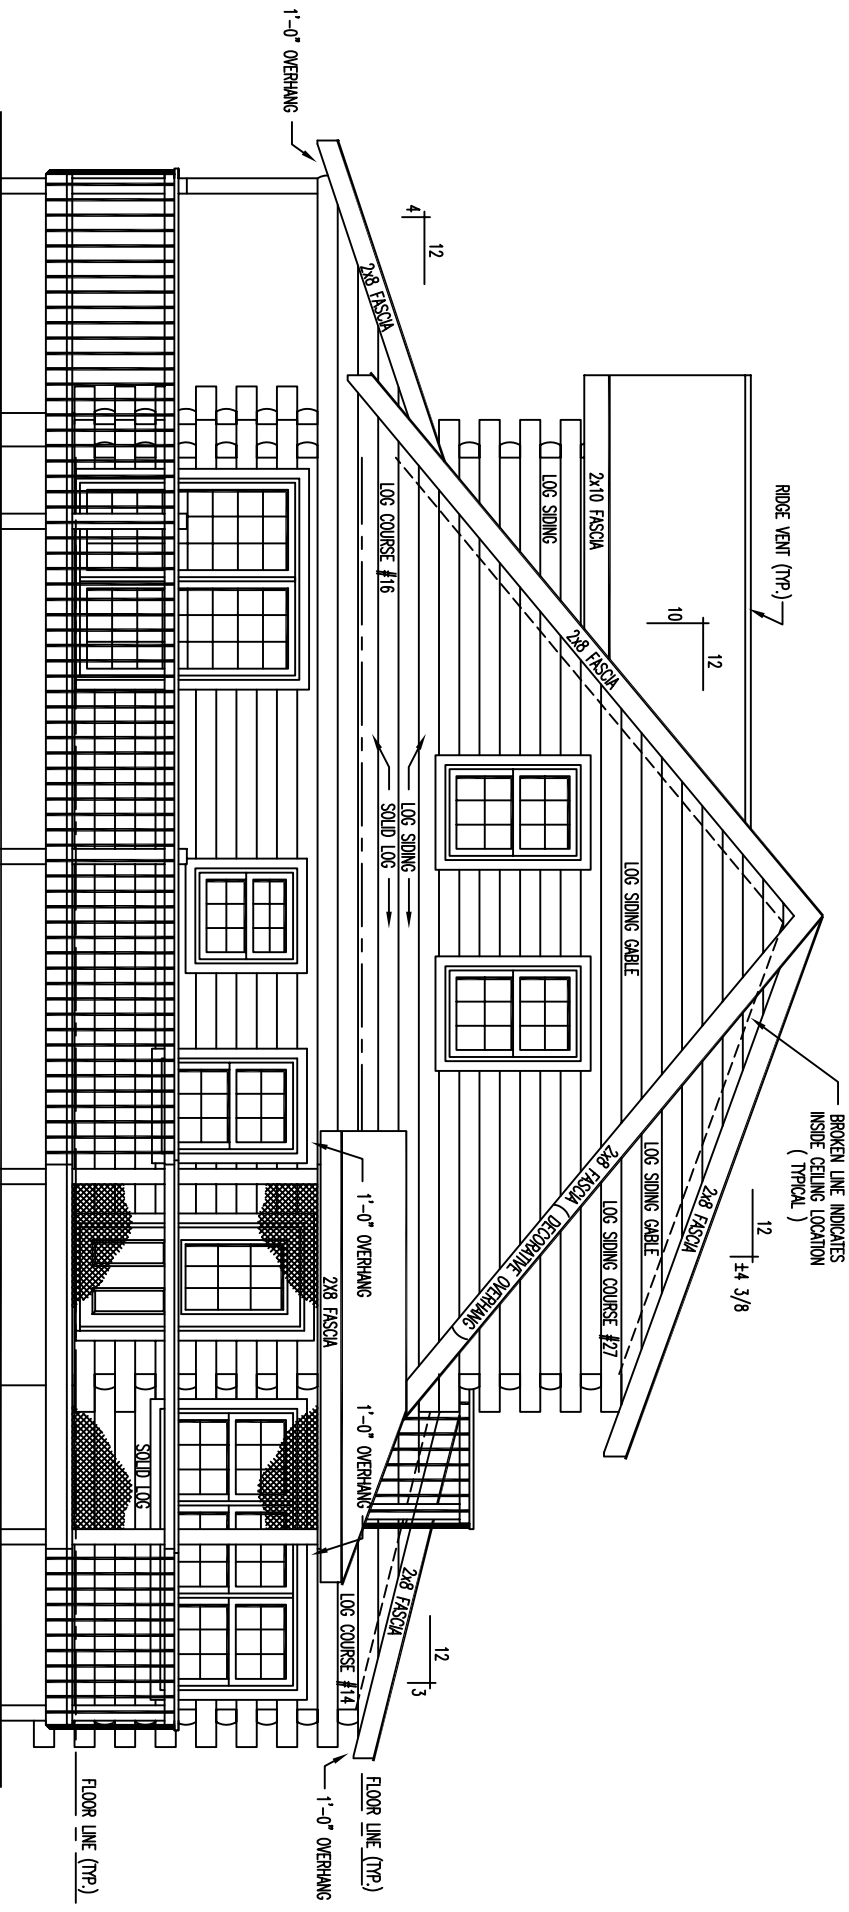 RIDGE VENT (TYP.)
BROKEN LINE INDICATES
INSIDE CEILING LOCATION
( TYPICAL )
12
10
12
±4 3/8
2x8 FASCIA
2x10 FASCIA
2x8 FASCIA
LOG SIDING GABLE
LOG SIDING GABLE
LOG SIDING
LOG SIDING COURSE #27
2x8 FASCIA ( DECORATIVE OVERHANG )
12
4
2x8 FASCIA
LOG COURSE #16
LOG SIDING
SOLID LOG
12
3
2x8 FASCIA
1'-0" OVERHANG
1'-0" OVERHANG
1'-0" OVERHANG
FLOOR LINE (TYP.)
2X8 FASCIA
LOG COURSE #14
1'-0" OVERHANG
SOLID LOG
FLOOR LINE (TYP.)